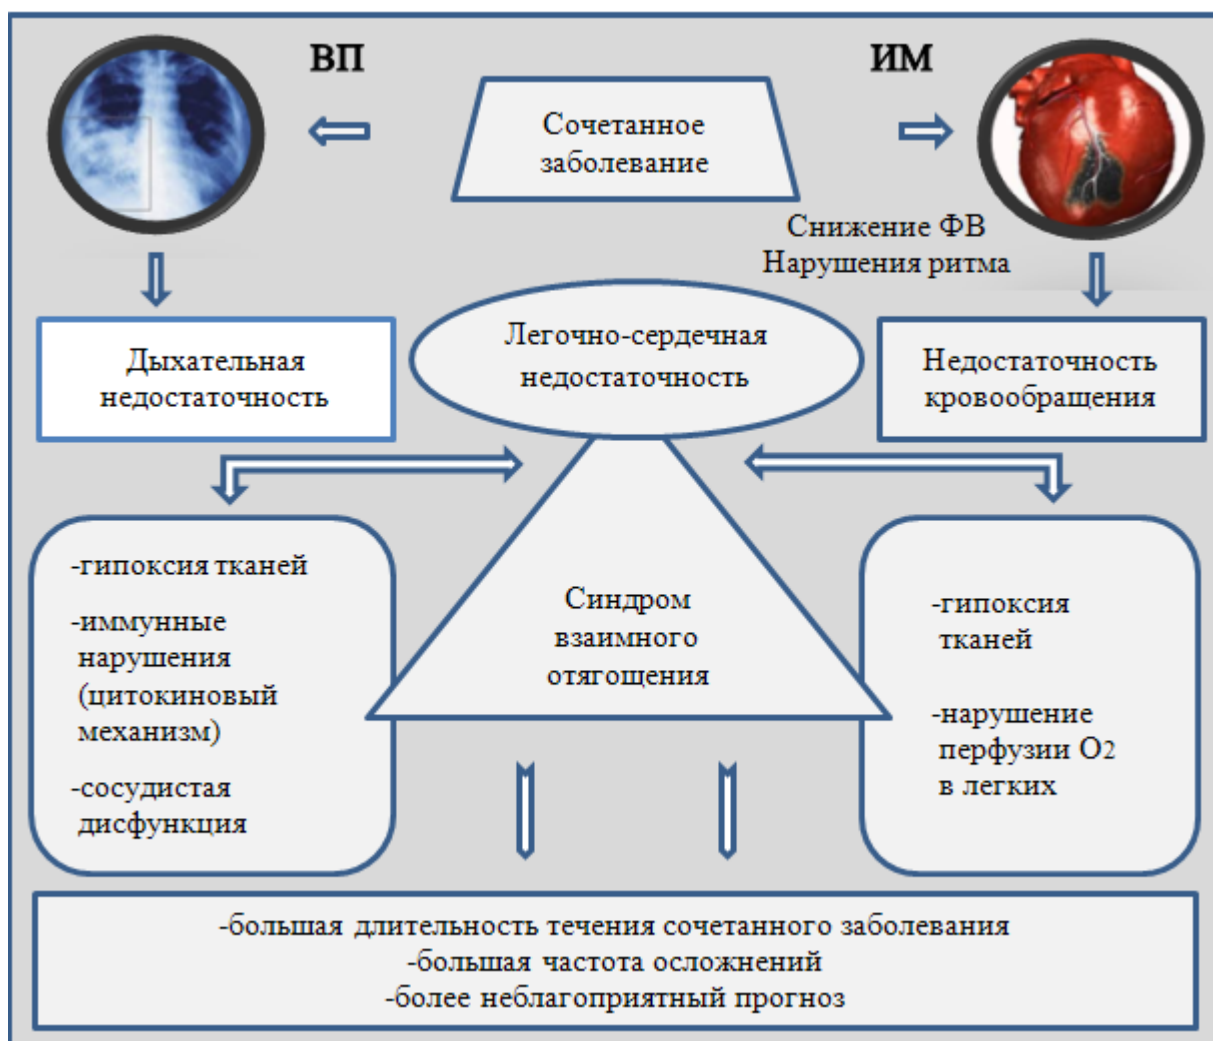 ВП
ИМ
Сочетанное
заболевание
Снижение ФВ
Нарушения ритма
Дыхательная
недостаточность
Легочно-сердечная
недостаточность
Недостаточность
кровообращения
-гипоксия тканей
-иммунные
нарушения
(цитокиновый
механизм)
-сосудистая
дисфункция
Синдром
взаимного
отягощения
-гипоксия
тканей
-нарушение
перфузии О2
в легких
-большая длительность течения сочетанного заболевания
-большая частота осложнений
-более неблагоприятный прогноз